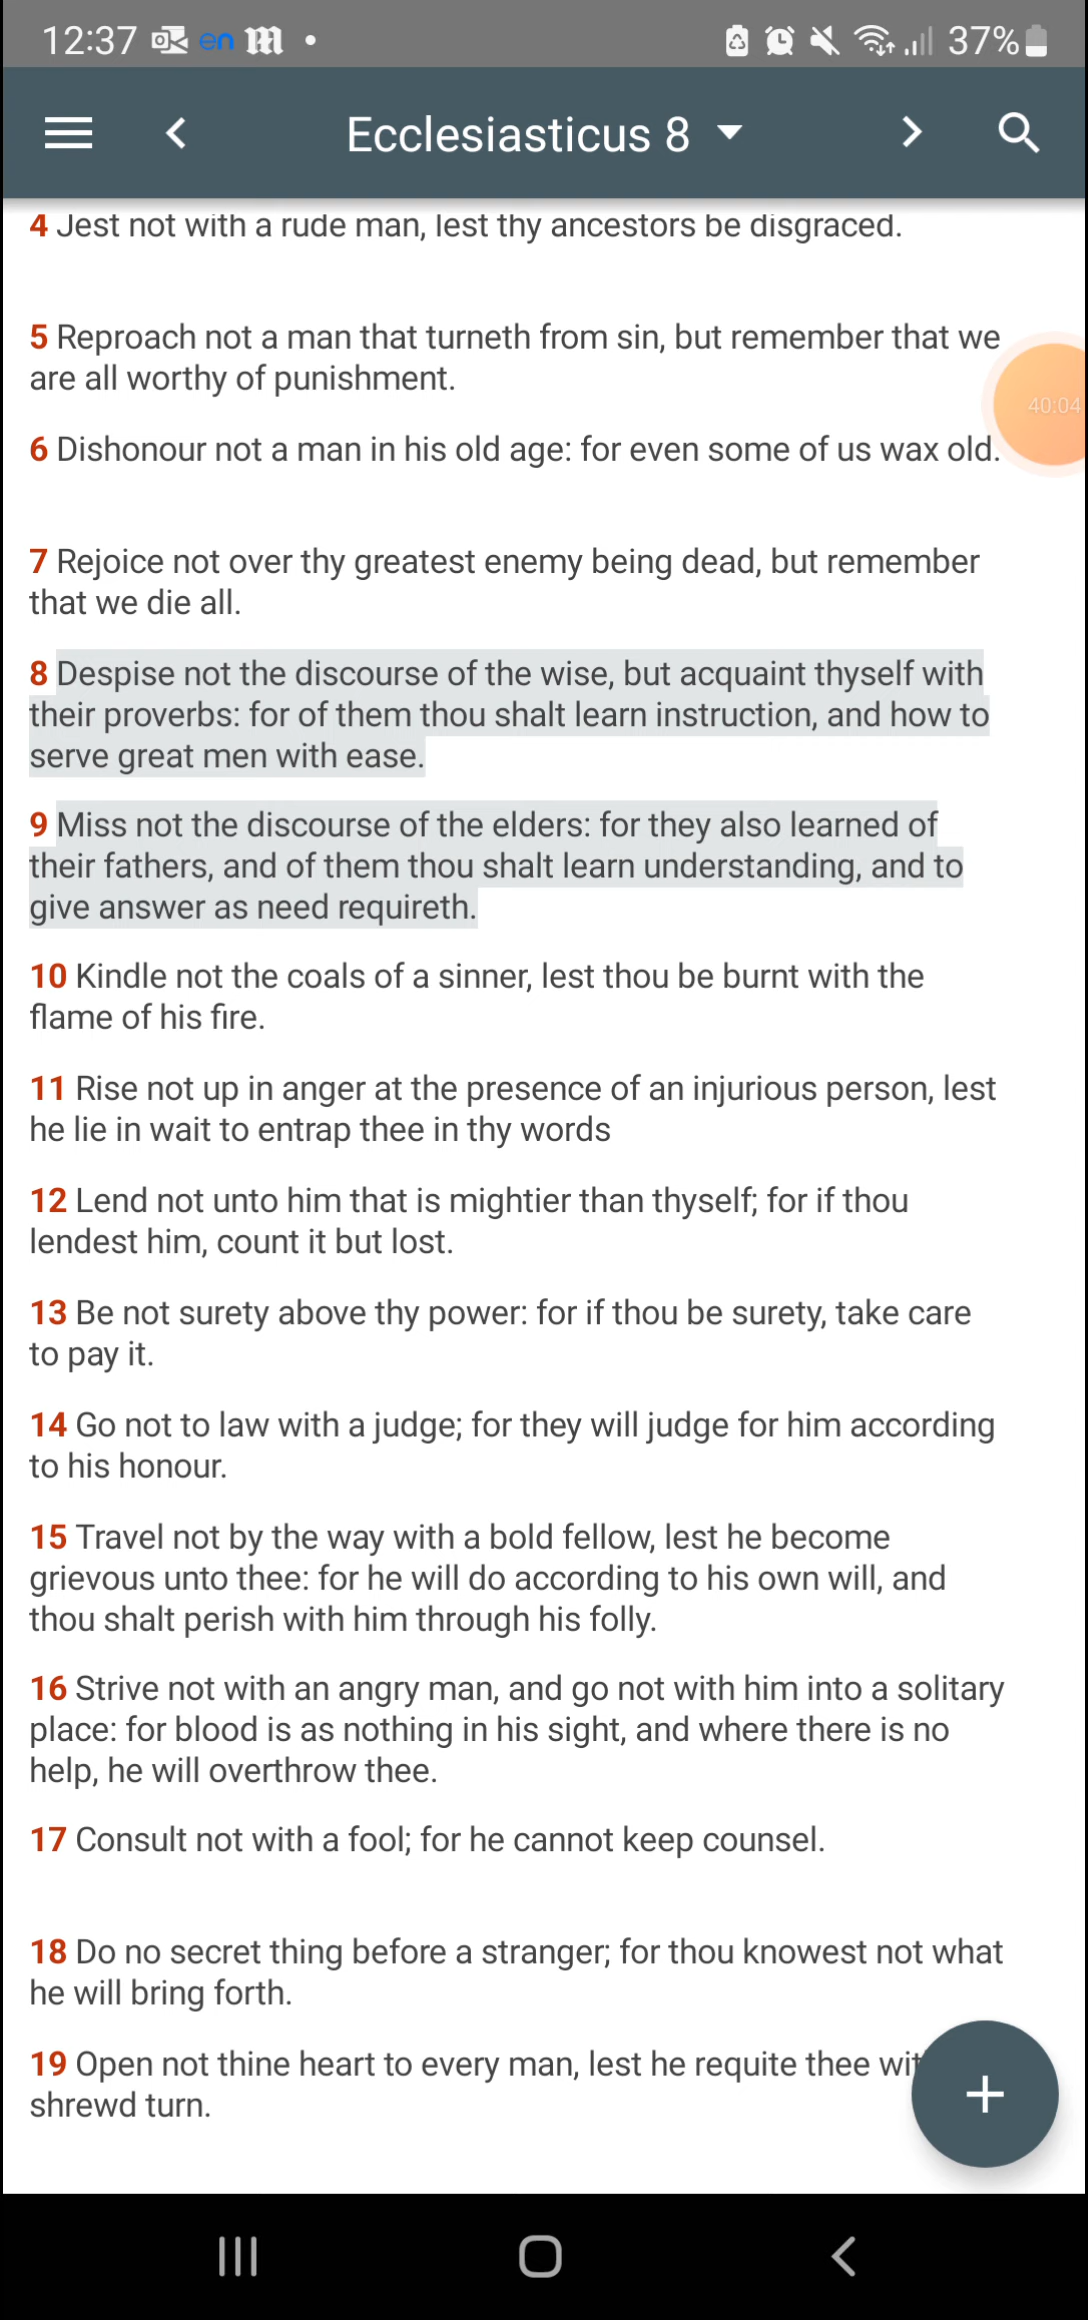 12:37 en m 37%
Ecclesiasticus 8
4 Jest not with a rude man, lest thy ancestors be disgraced.
5 Reproach not a man that turneth from sin, but remember that we
are all worthy of punishment.
40:04
6 Dishonour not a man in his old age: for even some of us wax old.
7 Rejoice not over thy greatest enemy being dead, but remember
that we die all.
8 Despise not the discourse of the wise, but acquaint thyself with
their proverbs: for of them thou shalt learn instruction, and how to
serve great men with ease.
9 Miss not the discourse of the elders: for they also learned of
their fathers, and of them thou shalt learn understanding, and to
give answer as need requireth.
10 Kindle not the coals of a sinner, lest thou be burnt with the
flame of his fire.
11 Rise not up in anger at the presence of an injurious person, lest
he lie in wait to entrap thee in thy words
12 Lend not unto him that is mightier than thyself; for if thou
lendest him, count it but lost.
13 Be not surety above thy power: for if thou be surety, take care
to pay it.
14 Go not to law with a judge; for they will judge for him according
to his honour.
15 Travel not by the way with a bold fellow, lest he become
grievous unto thee: for he will do according to his own will, and
thou shalt perish with him through his folly.
16 Strive not with an angry man, and go not with him into a solitary
place: for blood is as nothing in his sight, and where there is no
help, he will overthrow thee.
17 Consult not with a fool; for he cannot keep counsel.
18 Do no secret thing before a stranger; for thou knowest not what
he will bring forth.
19 Open not thine heart to every man, lest he requite thee wit
shrewd turn.